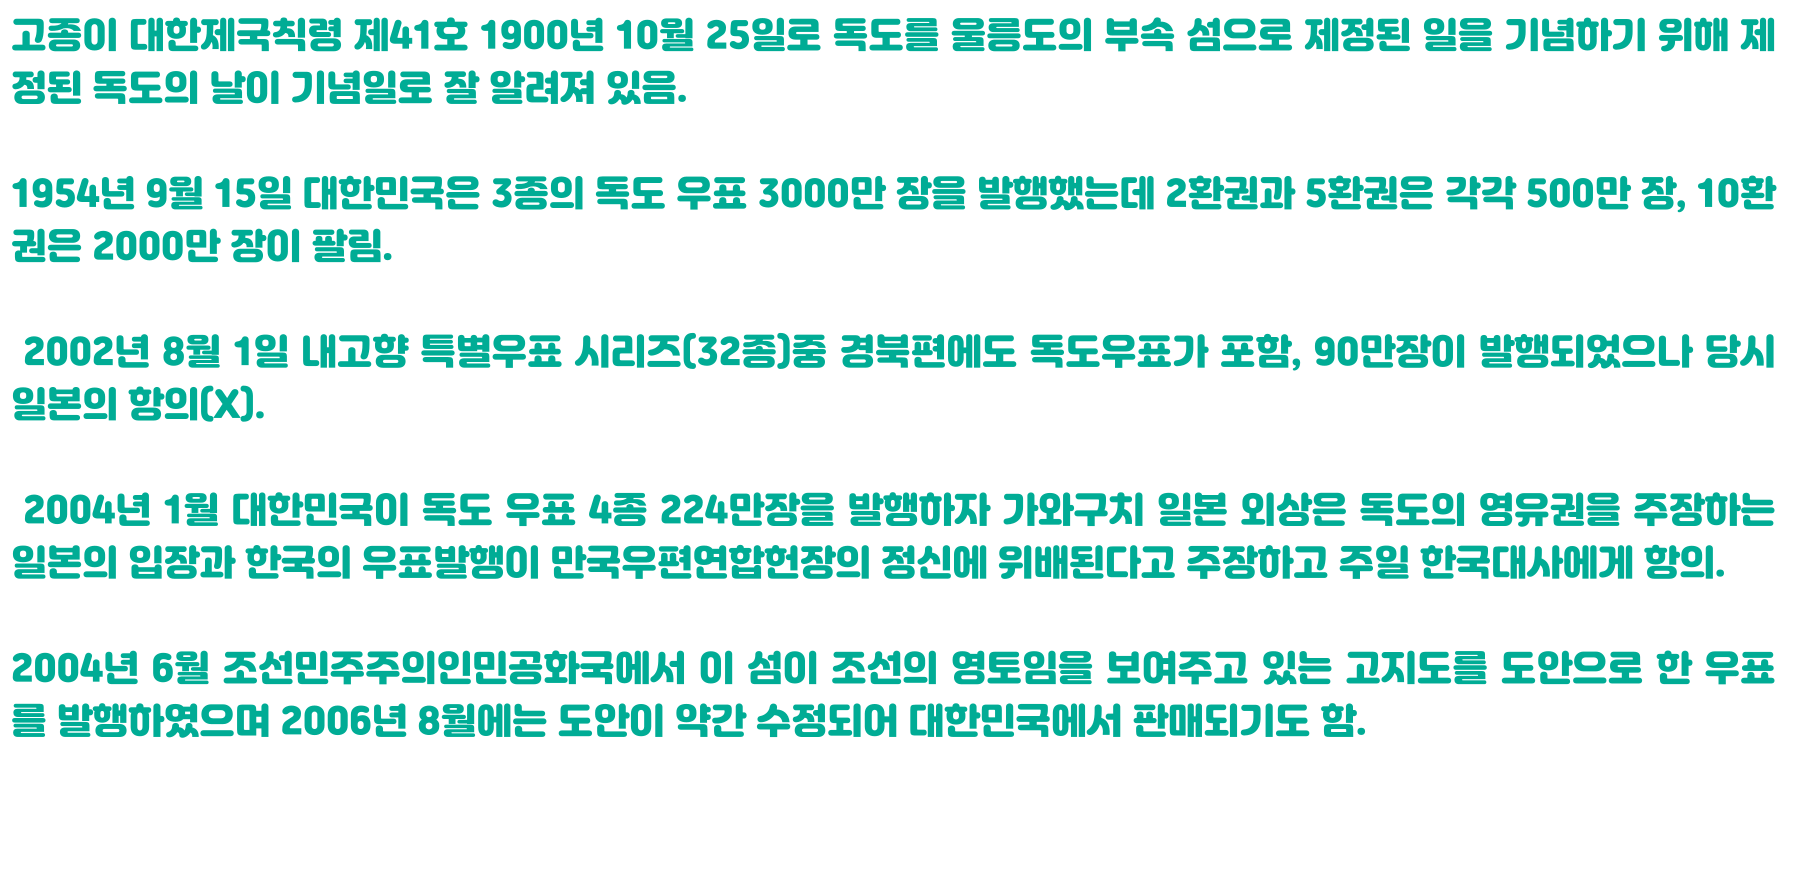 고종이 대한제국칙령 제41호 1900년 10월 25일로 독도를 울릉도의 부속 섬으로 제정된 일을 기념하기 위해 제
정된 독도의 날이 기념일로 잘 알려져 있음.
1954년 9월 15일 대한민국은 3종의 독도 우표 3000만 장을 발행했는데 2환권과 5환권은 각각 500만 장, 10환
권은 2000만 장이 팔림.
2002년 8월 1일 내고향 특별우표 시리즈(32종)중 경북편에도 독도우표가 포함, 90만장이 발행되었으나 당시
일본의 항의(X).
2004년 1월 대한민국이 독도 우표 4종 224만장을 발행하자 가와구치 일본 외상은 독도의 영유권을 주장하는
일본의 입장과 한국의 우표발행이 만국우편연합헌장의 정신에 위배된다고 주장하고 주일 한국대사에게 항의.
2004년 6월 조선민주주의인민공화국에서 이 섬이 조선의 영토임을 보여주고 있는 고지도를 도안으로 한 우표
를 발행하였으며 2006년 8월에는 도안이 약간 수정되어 대한민국에서 판매되기도 함.